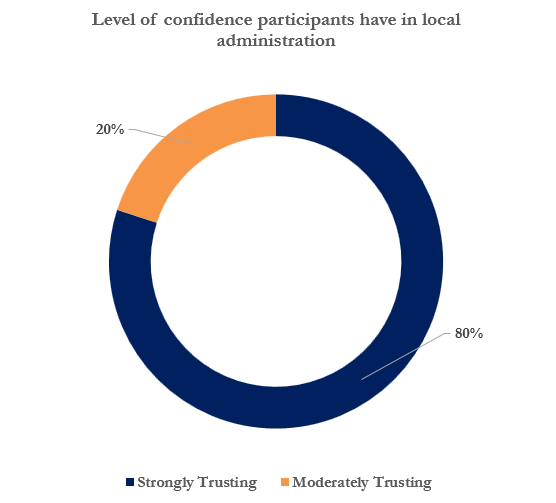 Level of confidence participants have in local
administration
20%
80%
Strongly Trusting Moderately Trusting